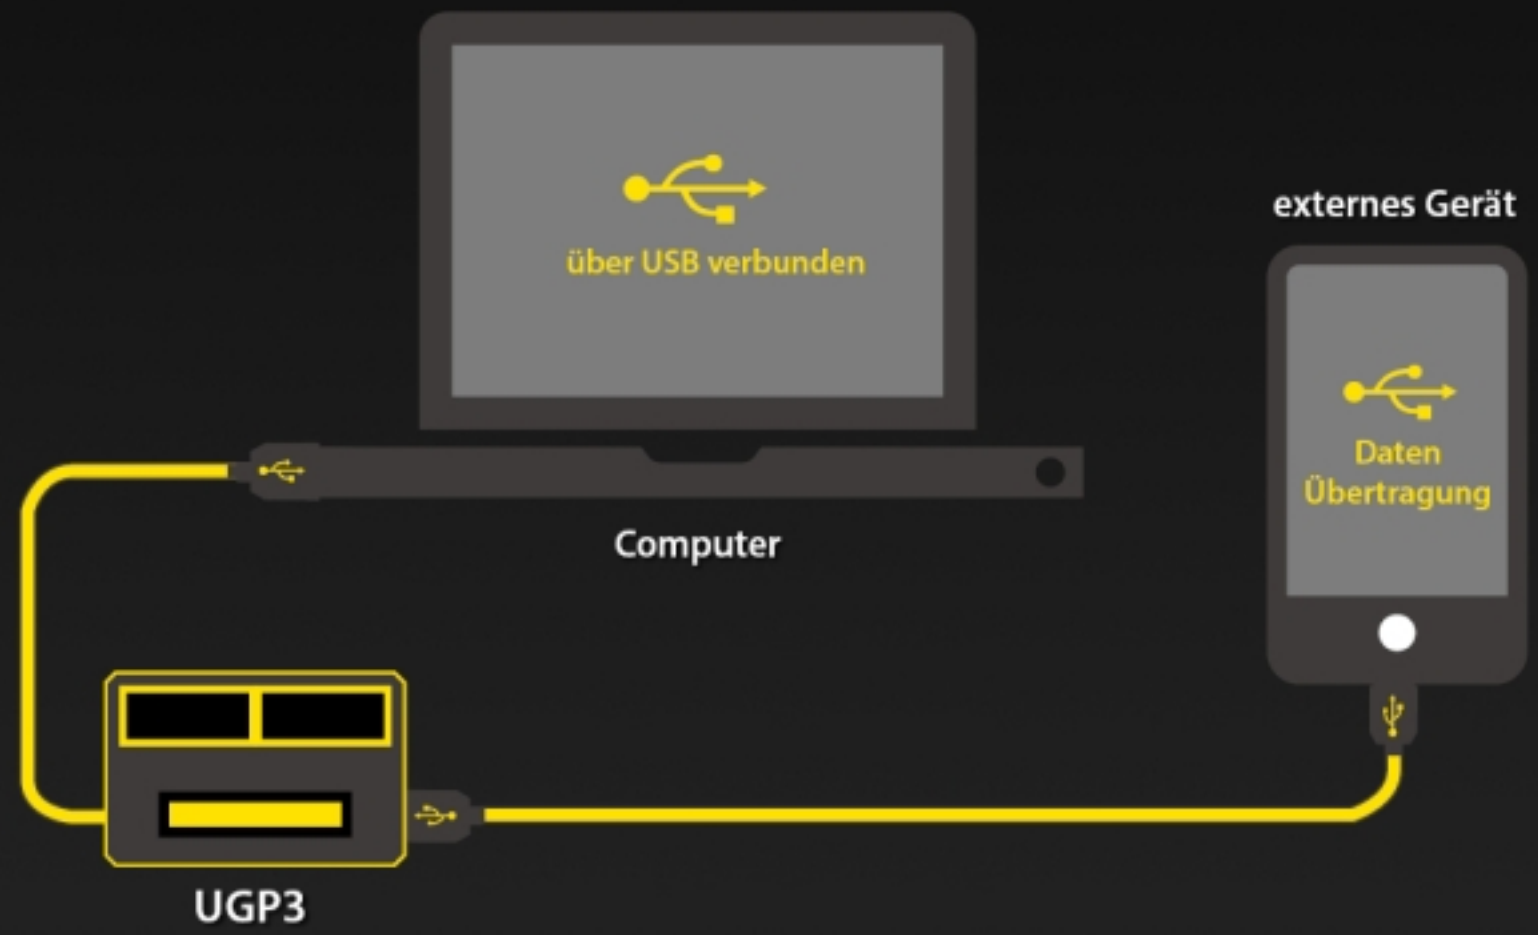 über USB verbunden
externes Gerät
Daten
Übertragung
Computer
UGP3